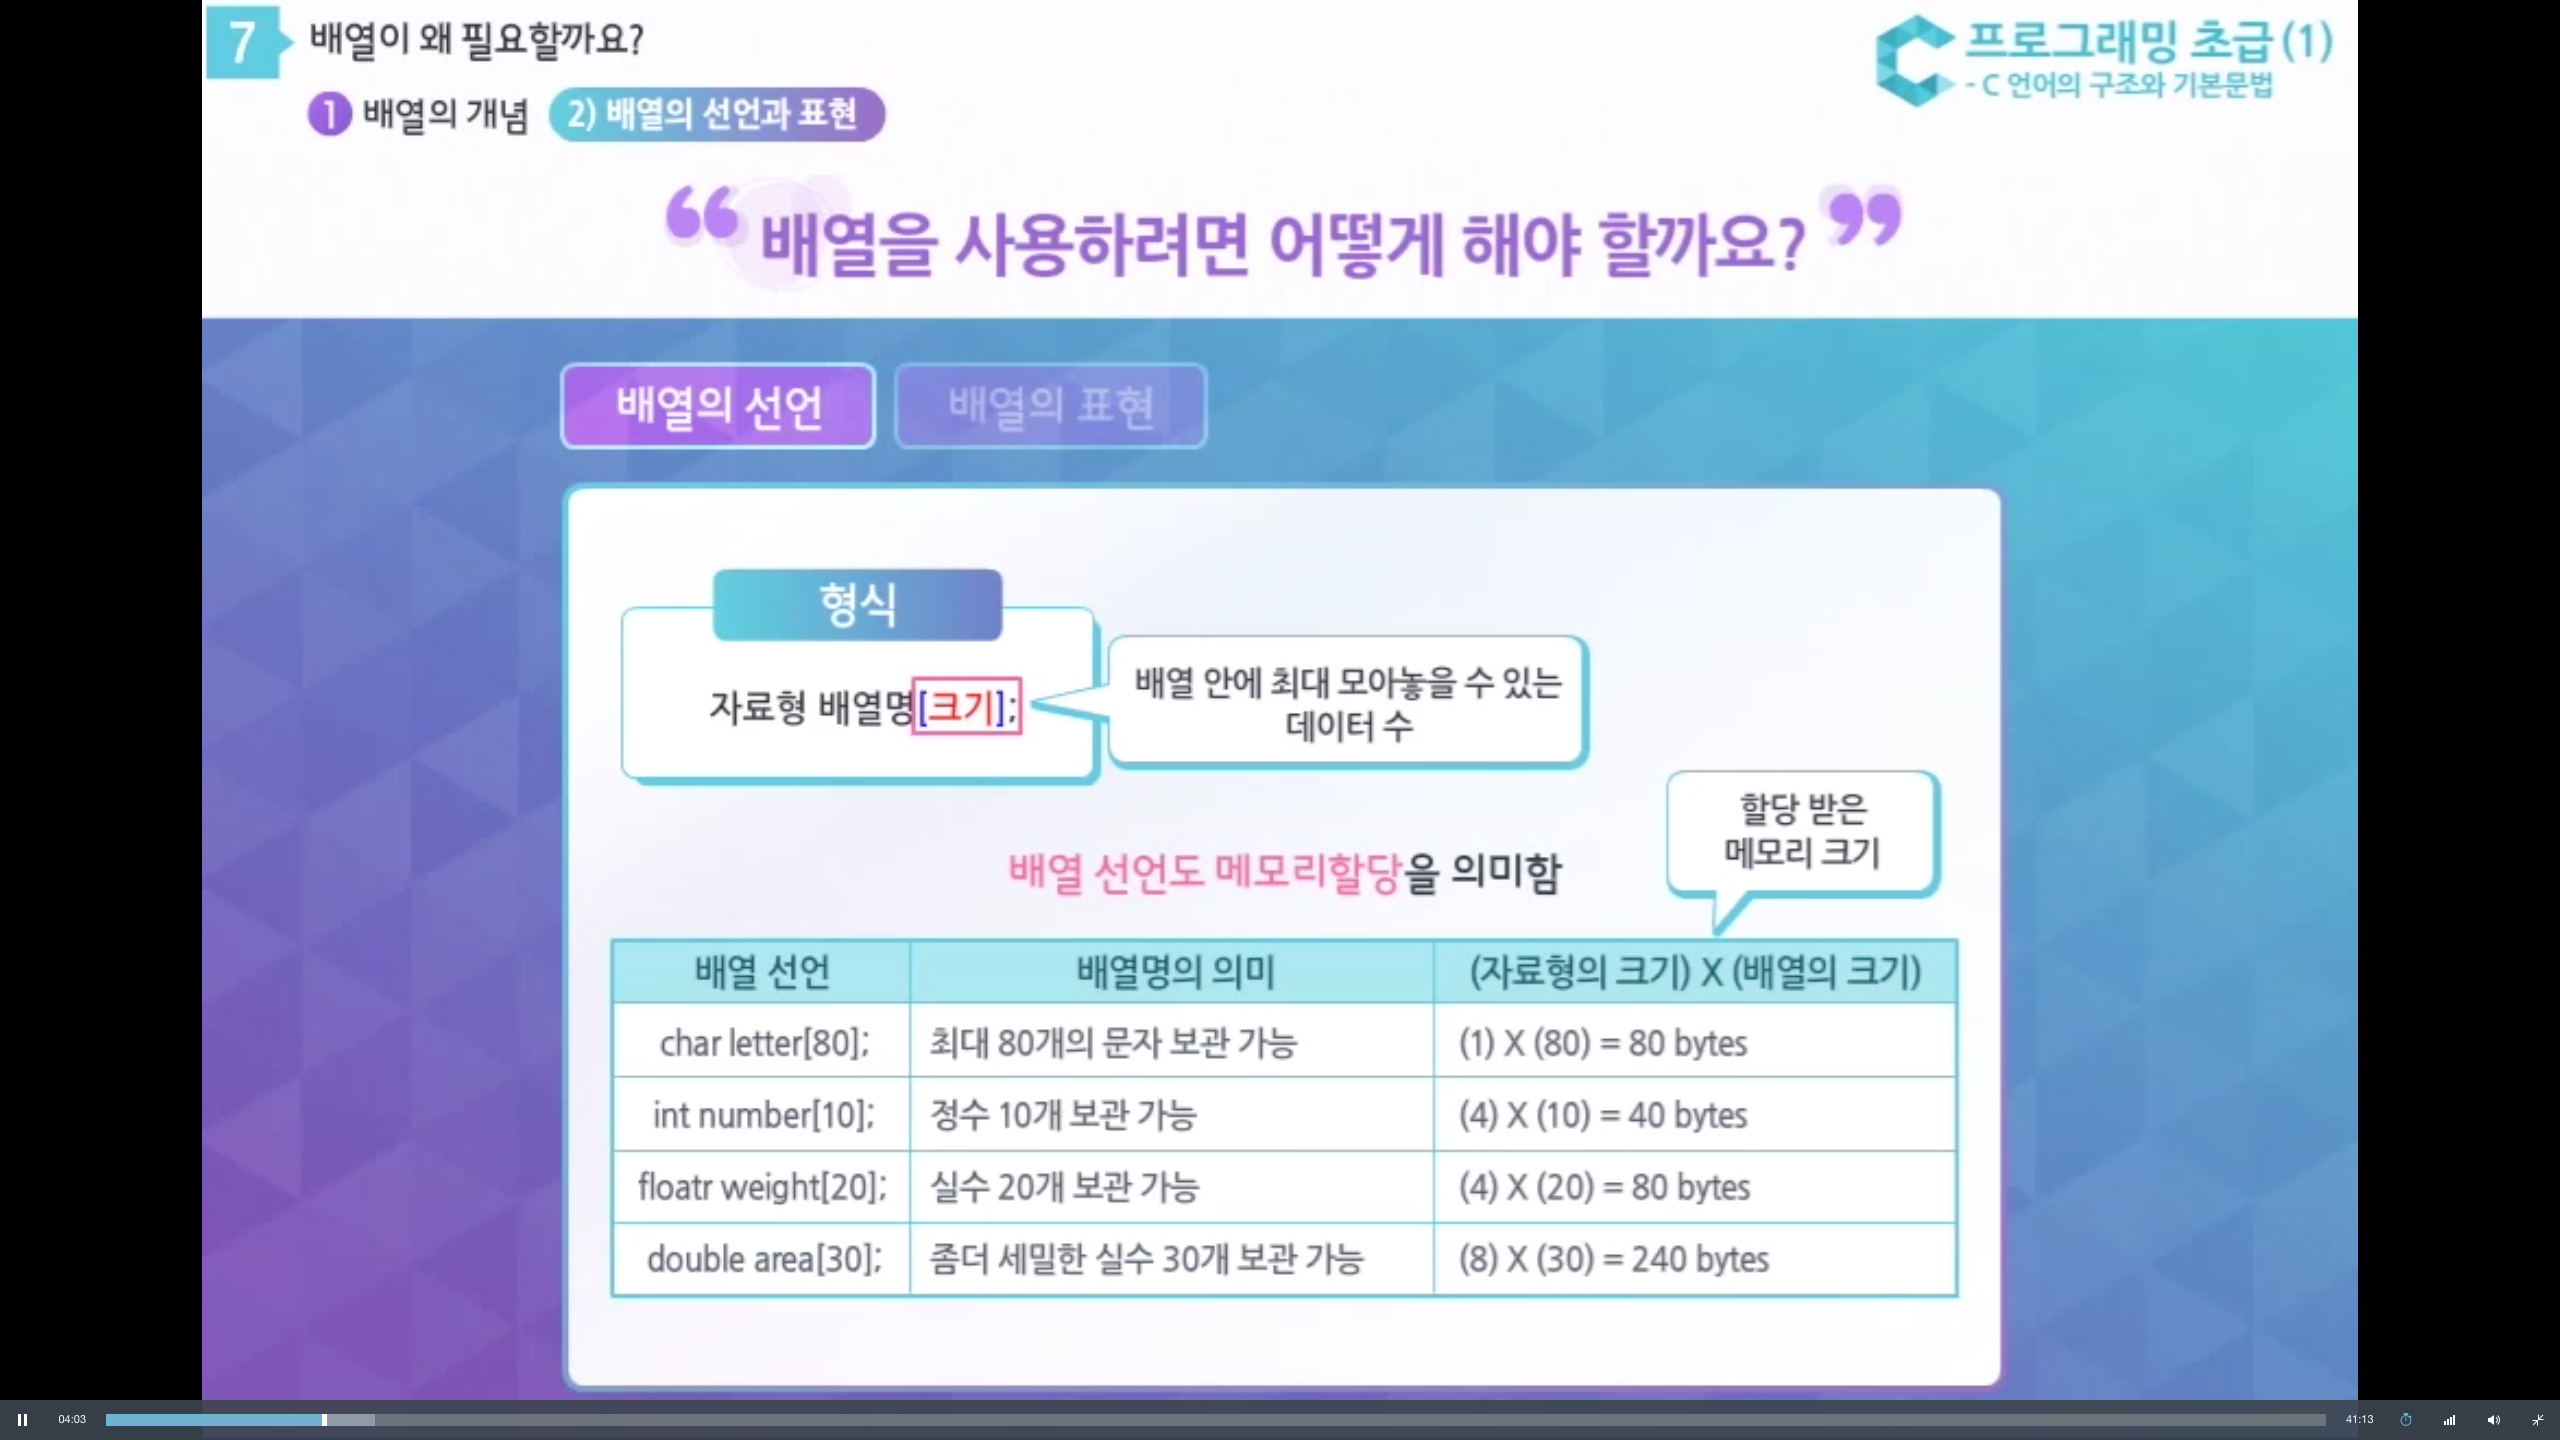 7 배열이 왜 필요할까요?
프로그래밍 초급(1)
- C 언어의 구조와 기본문법
1 배열의 개념 2) 배열의 선언과 표현
“ 배열을 사용하려면 어떻게 해야 할까요? ”
배열의 선언 배열의 표현
형식
자료형 배열명[크기];
배열 안에 최대 모아놓을 수 있는
데이터 수
할당 받은
메모리 크기
배열 선언도 메모리할당을 의미함
배열 선언 배열명의 의미 (자료형의 크기) X (배열의 크기)
char letter[80]; 최대 80개의 문자 보관 가능 (1) X (80) = 80 bytes
int number[10]; 정수 10개 보관 가능 (4) X (10) = 40 bytes
floatr weight[20]; 실수 20개 보관 가능 (4) X (20) = 80 bytes
double area[30]; 좀더 세밀한 실수 30개 보관 가능 (8) X (30) = 240 bytes
04:03 41:13